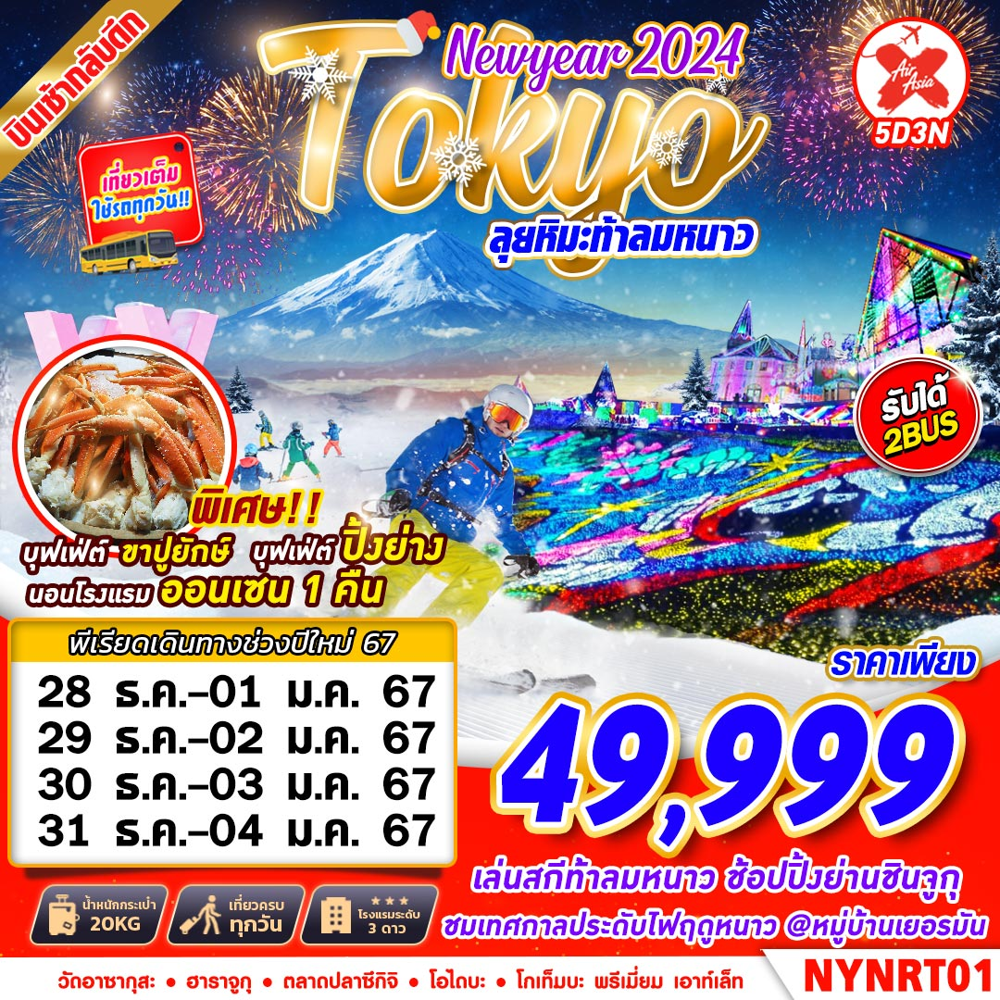 บินเช้ากลับดึก
Newyear 2024
Tokyo
ลุยหิมะท้าลมหนาว
Air Asia
5D3N
เที่ยวเต็ม
ใช้รถทุกวัน!!
รับได้
2BUS
พิเศษ!!
บุฟเฟ่ต์ ขาปูยักษ์ บุฟเฟ่ต์ ปิ้งย่าง
นอนโรงแรม ออนเซน 1 คืน
พีเรียดเดินทางช่วงปีใหม่ 67
28 ธ.ค.–01 ม.ค. 67
29 ธ.ค.–02 ม.ค. 67
30 ธ.ค.–03 ม.ค. 67
31 ธ.ค.–04 ม.ค. 67
ราคาเพียง
49,999
เล่นสกีท้าลมหนาว ช้อปปิ้งย่านชินจูกุ
ชมเทศกาลประดับไฟฤดูหนาว @หมู่บ้านเยอรมัน
น้ำหนักกระเป๋า
20KG
เที่ยวครบ
ทุกวัน
โรงแรมระดับ
3 ดาว
วัดอาซากุสะ • ฮาราจูกุ • ตลาดปลาซึกิจิ • โอไดบะ • โกเท็มบะ พรีเมี่ยม เอาท์เล็ท
NYNRT01